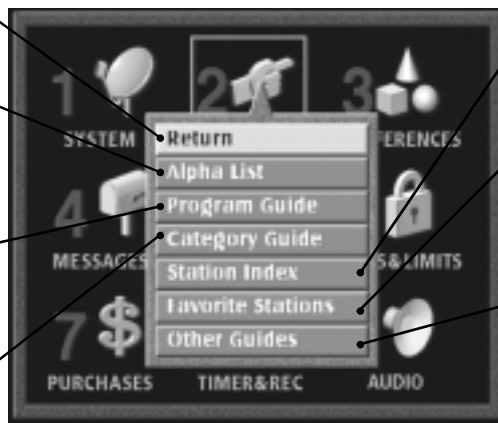 1 2 3
SYSTEM FERENCES
Return
Alpha List
Program Guide
4
Category Guide
MESSAGES S&LIMITS
Station Index
Favorite Stations
7 $
Other Guides
PURCHASES TIMER&REC AUDIO